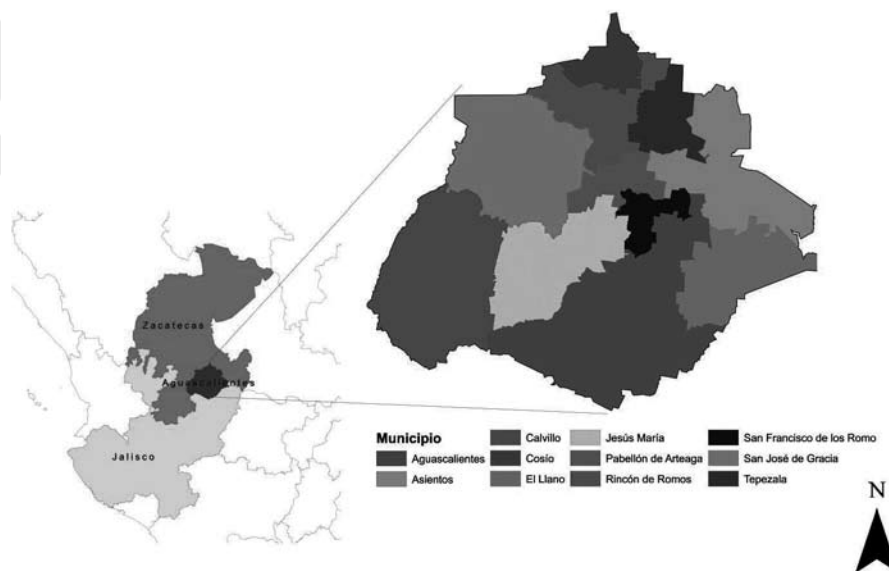 Zacatecas
Aguascalientes
Jalisco
Municipio
Aguascalientes
Asientos
Calvillo
Cosío
El Llano
Jesús María
Pabellón de Arteaga
Rincón de Romos
San Francisco de los Romo
San José de Gracia
Tepezala
N